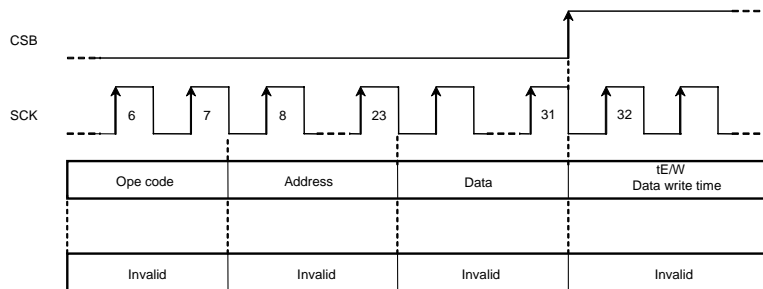 CSB
SCK
6 7 8 23 31 32
Ope code Address Data tE/W
Data write time
Invalid Invalid Invalid Invalid